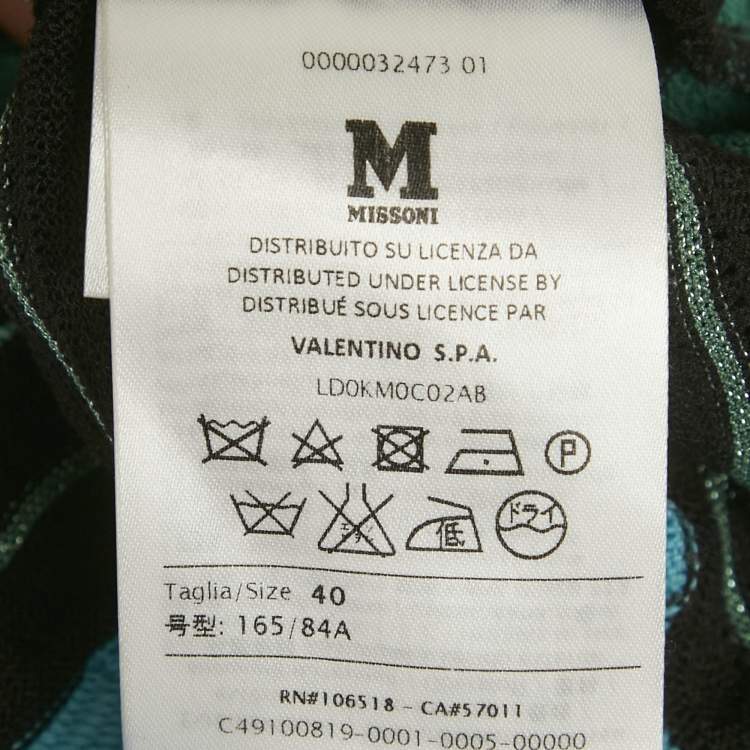 0000032473 01
M
MISSONI
DISTRIBUITO SU LICENZA DA
DISTRIBUTED UNDER LICENSE BY
DISTRIBUÉ SOUS LICENCE PAR
VALENTINO S.P.A.
LD0KM0C02AB
P
低 ドライ
Taglia/Size 40
号型: 165/84A
RN#106518 - CA#57011
C49100819-0001-0005-00000